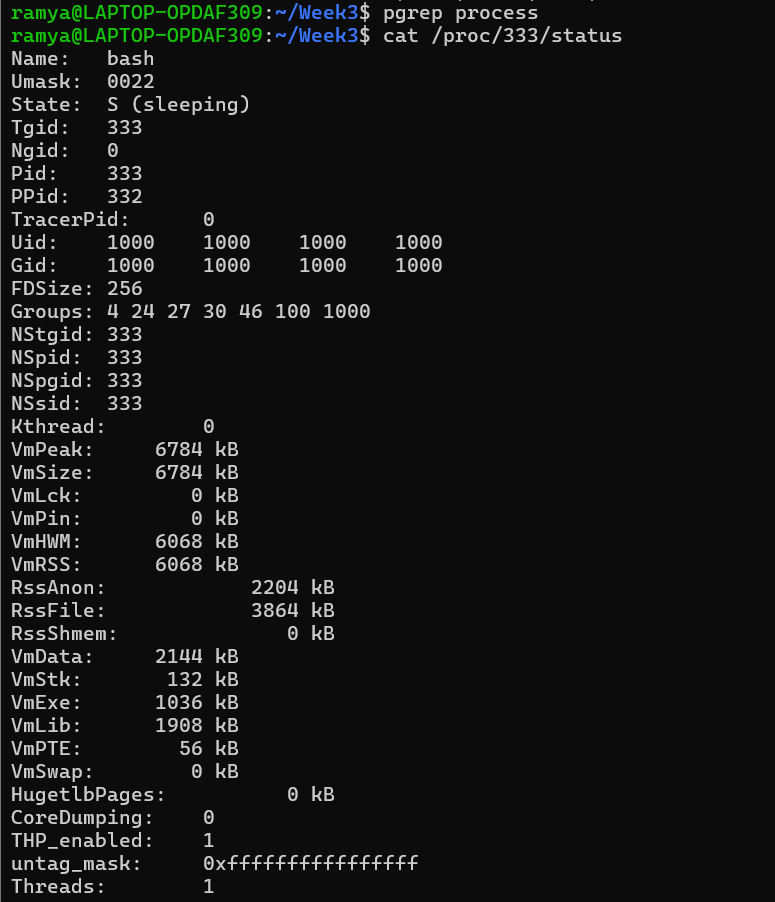 ramya@LAPTOP-OPDAF309:~/Week3$ pgrep process
ramya@LAPTOP-OPDAF309:~/Week3$ cat /proc/333/status
Name:   bash
Umask:  0022
State:  S (sleeping)
Tgid:   333
Ngid:   0
Pid:    333
PPid:   332
TracerPid:      0
Uid:    1000    1000    1000    1000
Gid:    1000    1000    1000    1000
FDSize: 256
Groups: 4 24 27 30 46 100 1000
NStgid: 333
NSpid:  333
NSpgid: 333
NSsid:  333
Kthread:        0
VmPeak:     6784 kB
VmSize:     6784 kB
VmLck:         0 kB
VmPin:         0 kB
VmHWM:      6068 kB
VmRSS:      6068 kB
RssAnon:            2204 kB
RssFile:            3864 kB
RssShmem:              0 kB
VmData:     2144 kB
VmStk:       132 kB
VmExe:      1036 kB
VmLib:      1908 kB
VmPTE:        56 kB
VmSwap:        0 kB
HugetlbPages:          0 kB
CoreDumping:    0
THP_enabled:    1
untag_mask:     0xffffffffffffffff
Threads:        1